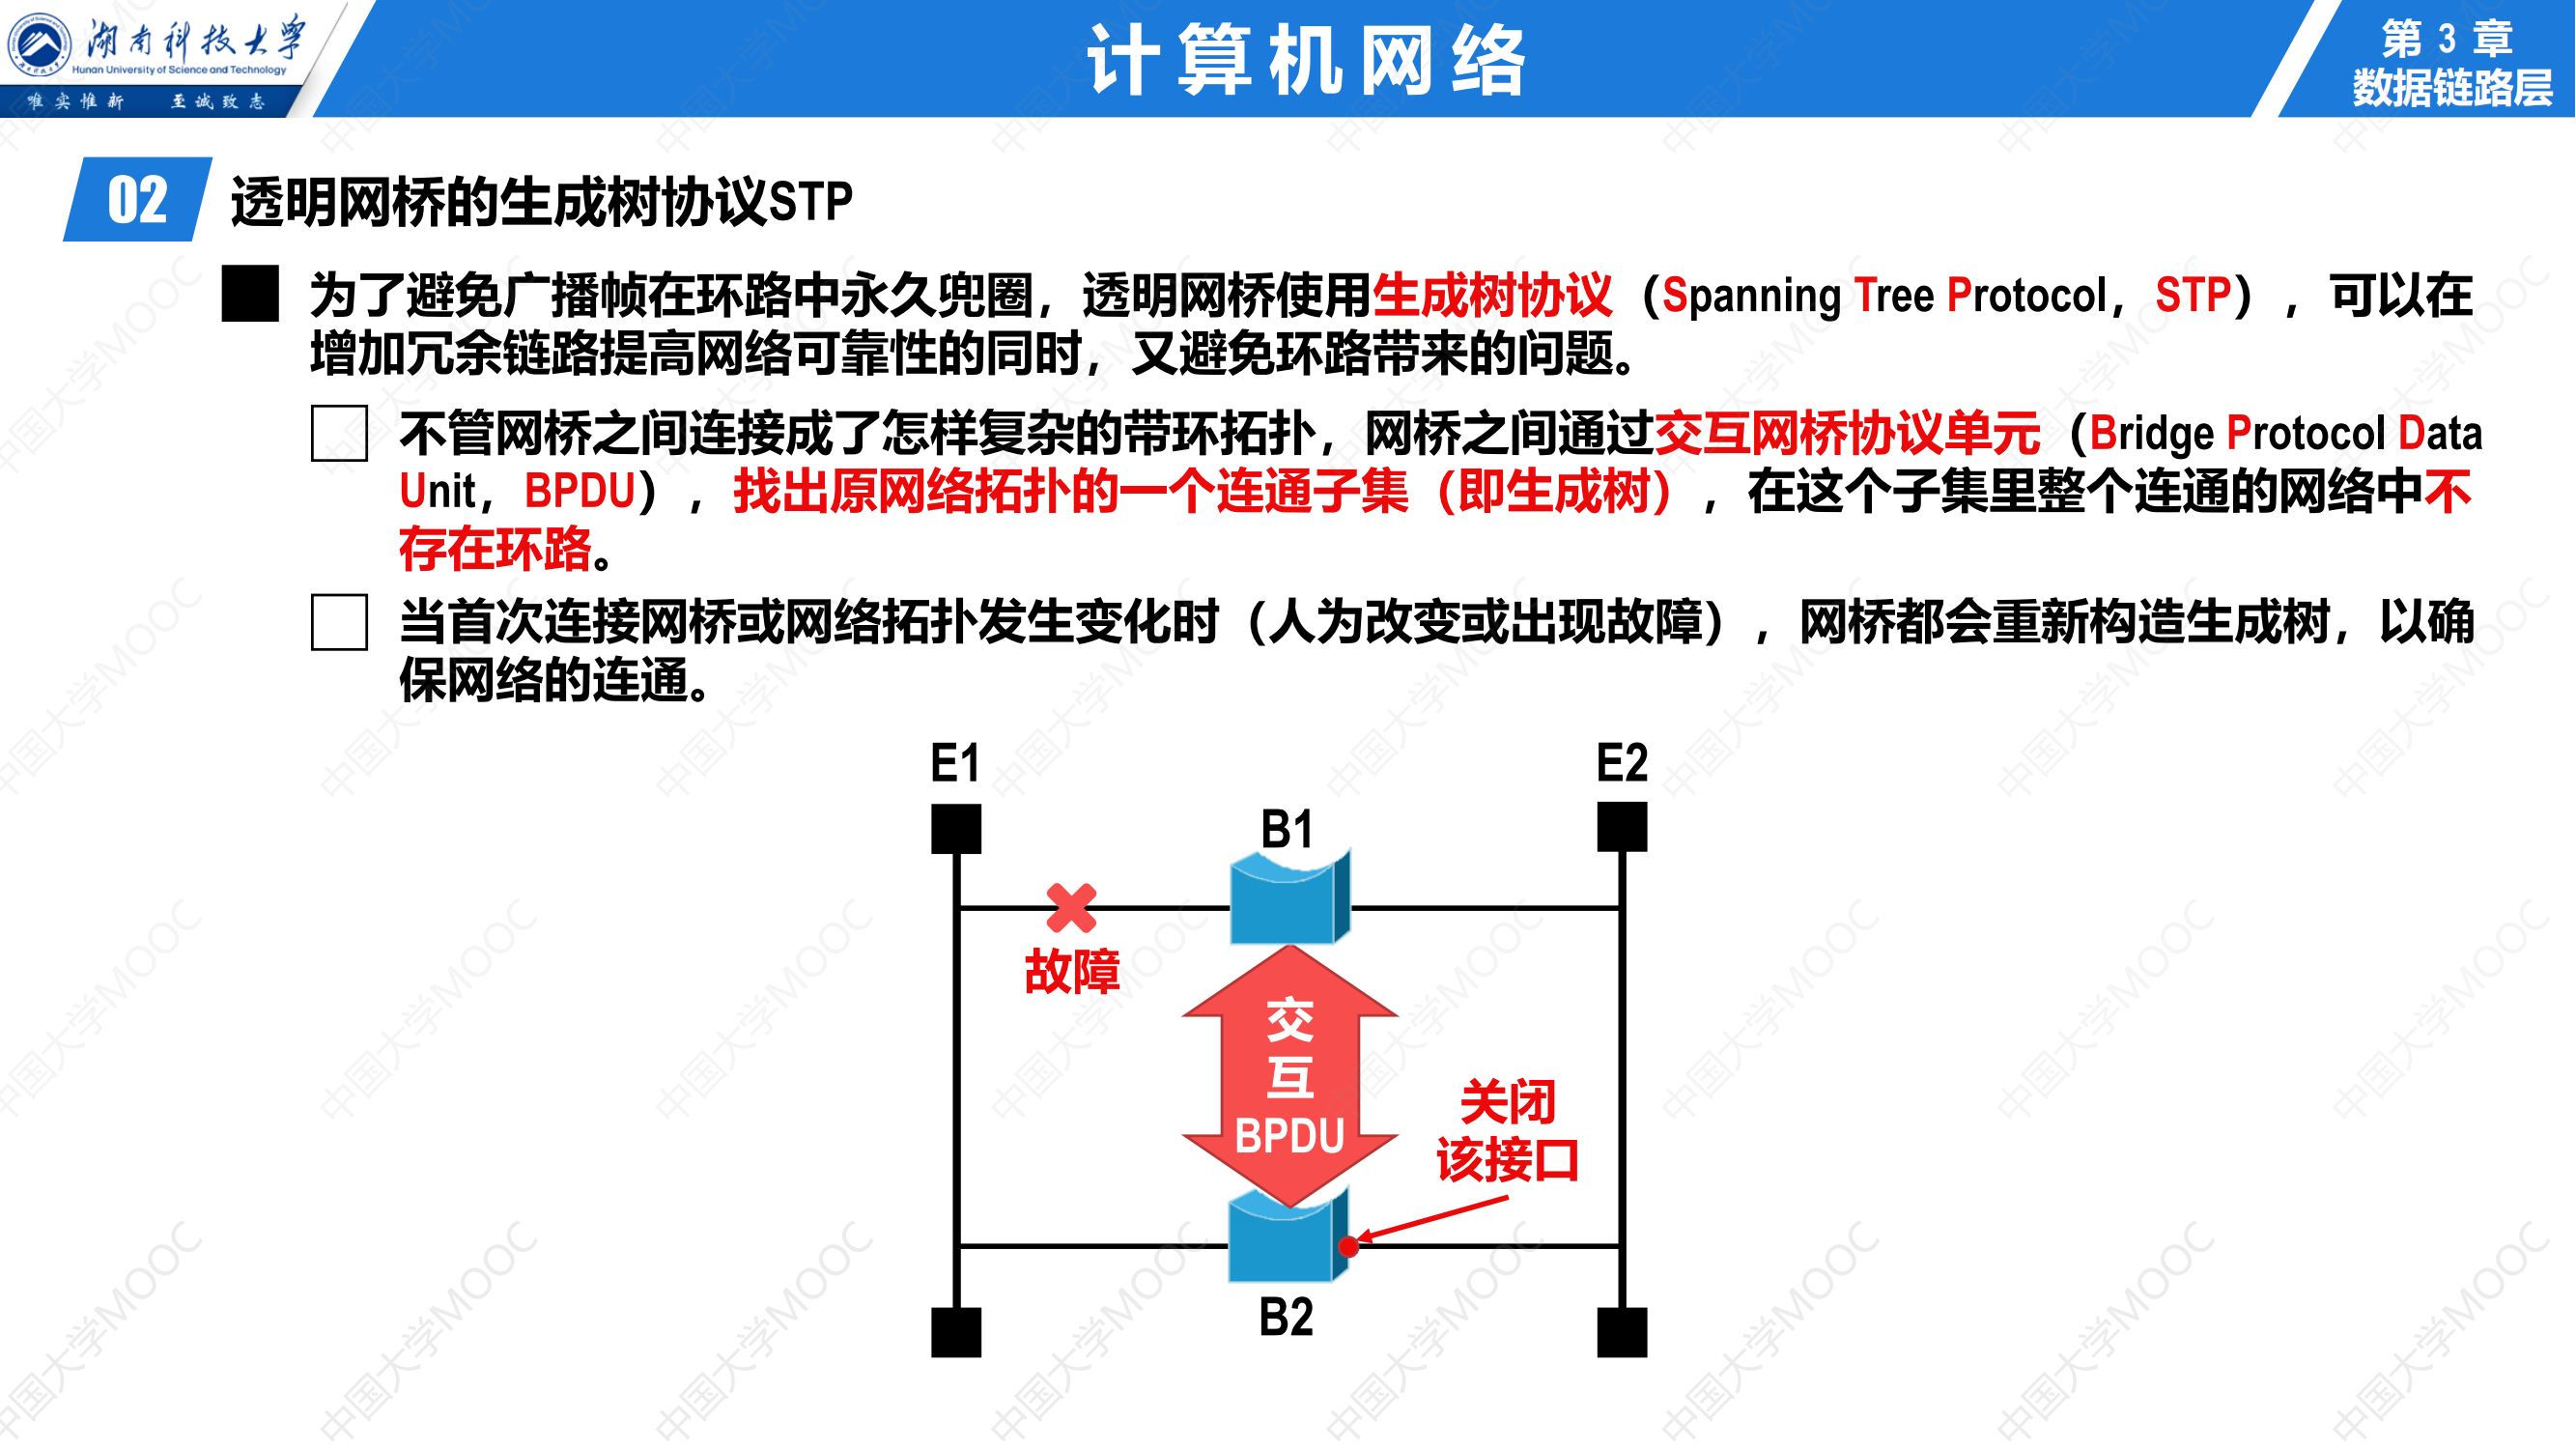 湖南科技大学
Hunan University of Science and Technology
唯实惟新 至诚致志
计算机网络
第 3 章
数据链路层
02 透明网桥的生成树协议STP
为了避免广播帧在环路中永久兜圈，透明网桥使用生成树协议（Spanning Tree Protocol，STP），可以在
增加冗余链路提高网络可靠性的同时，又避免环路带来的问题。
不管网桥之间连接成了怎样复杂的带环拓扑，网桥之间通过交互网桥协议单元（Bridge Protocol Data
Unit，BPDU），找出原网络拓扑的一个连通子集（即生成树），在这个子集里整个连通的网络中不
存在环路。
当首次连接网桥或网络拓扑发生变化时（人为改变或出现故障），网桥都会重新构造生成树，以确
保网络的连通。
E1
E2
B1
故障
交
互
BPDU
关闭
该接口
B2
中国大学MOOC